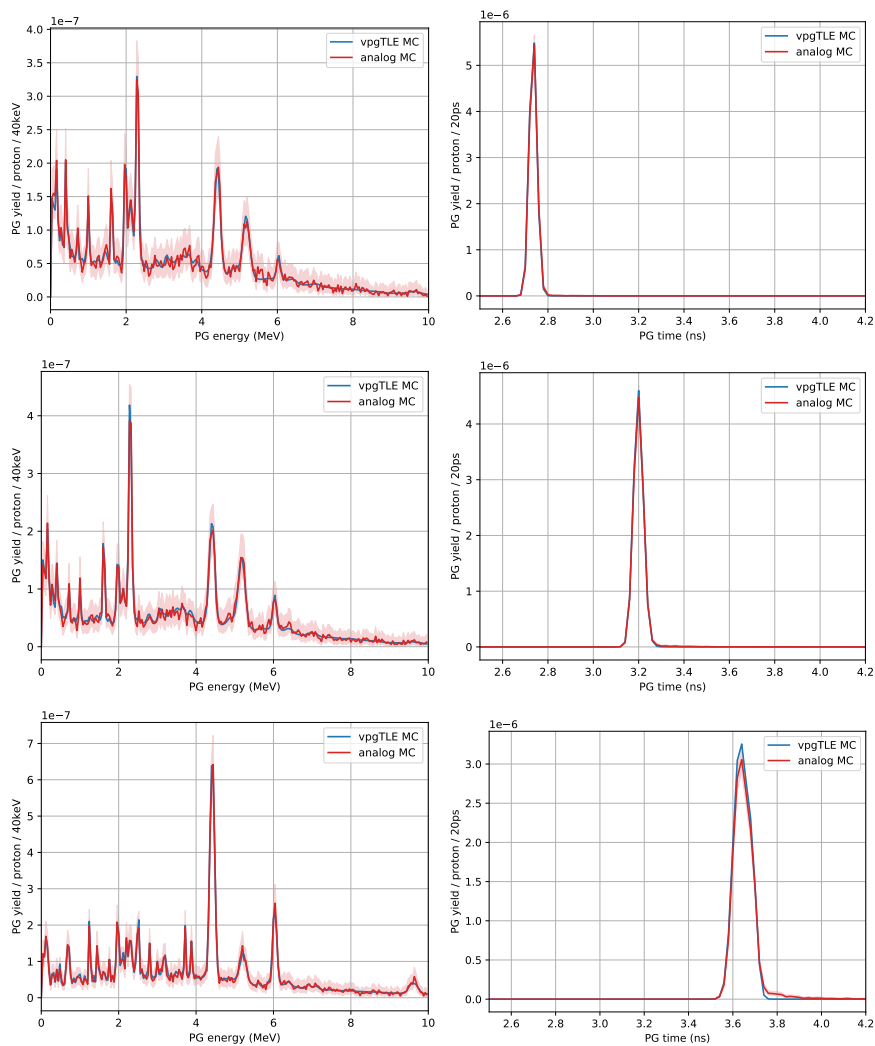 1e−7
4.0
3.5
3.0
2.5
2.0
1.5
1.0
0.5
0.0
PG yield / proton / 40keV
vpgTLE MC
analog MC
0 2 4 6 8 10
PG energy (MeV)
1e−6
5
4
3
2
1
0
PG yield / proton / 20ps
vpgTLE MC
analog MC
2.6 2.8 3.0 3.2 3.4 3.6 3.8 4.0 4.2
PG time (ns)
1e−7
4
3
2
1
0
PG yield / proton / 40keV
vpgTLE MC
analog MC
0 2 4 6 8 10
PG energy (MeV)
1e−6
5
4
3
2
1
0
PG yield / proton / 20ps
vpgTLE MC
analog MC
2.6 2.8 3.0 3.2 3.4 3.6 3.8 4.0 4.2
PG time (ns)
1e−7
7
6
5
4
3
2
1
0
PG yield / proton / 40keV
vpgTLE MC
analog MC
0 2 4 6 8 10
PG energy (MeV)
1e−6
3.0
2.5
2.0
1.5
1.0
0.5
0.0
PG yield / proton / 20ps
vpgTLE MC
analog MC
2.6 2.8 3.0 3.2 3.4 3.6 3.8 4.0 4.2
PG time (ns)